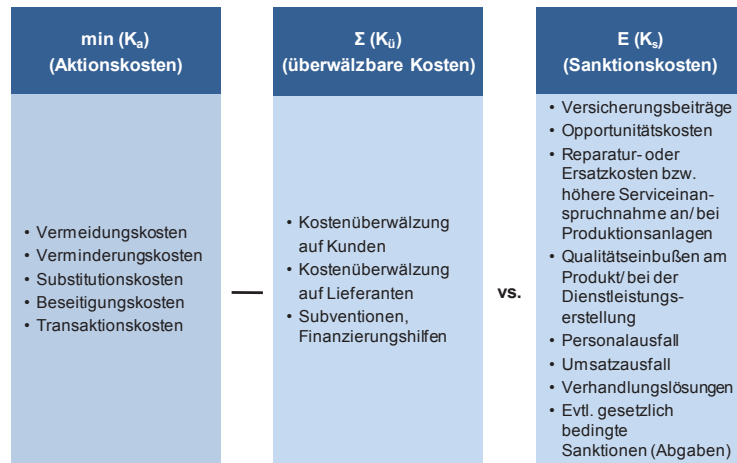 min (Kₐ)
(Aktionskosten)
• Vermeidungskosten
• Verminderungskosten
• Substitutionskosten
• Beseitigungskosten
• Transaktionskosten
—
Σ (Kü)
(überwälzbare Kosten)
• Kostenüberwälzung
auf Kunden
• Kostenüberwälzung
auf Lieferanten
• Subventionen,
Finanzierungshilfen
vs.
E (Kₛ)
(Sanktionskosten)
• Versicherungsbeiträge
• Opportunitätskosten
• Reparatur- oder
Ersatzkosten bzw.
höhere Serviceinan-
spruchnahme an/ bei
Produktionsanlagen
• Qualitätseinbußen am
Produkt/ bei der
Dienstleistungs-
erstellung
• Personalausfall
• Umsatzausfall
• Verhandlungslösungen
• Evtl. gesetzlich
bedingte
Sanktionen (Abgaben)